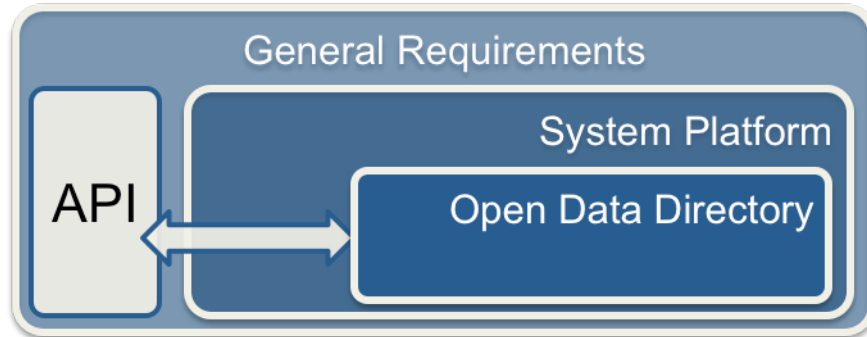 General Requirements
System Platform
API
Open Data Directory